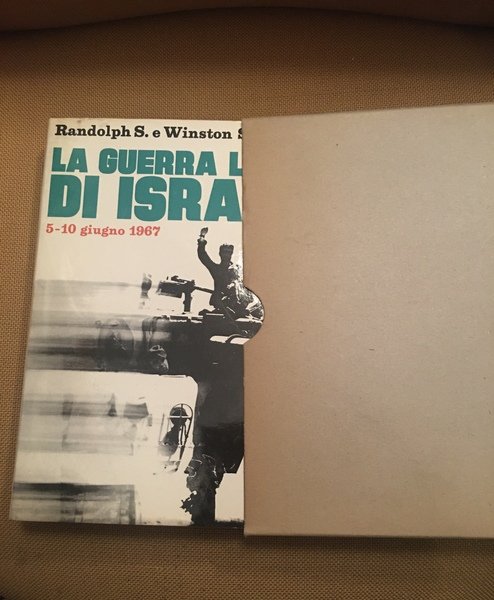 Randolph S. e Winston S
LA GUERRA L
DI ISRA
5-10 giugno 1967